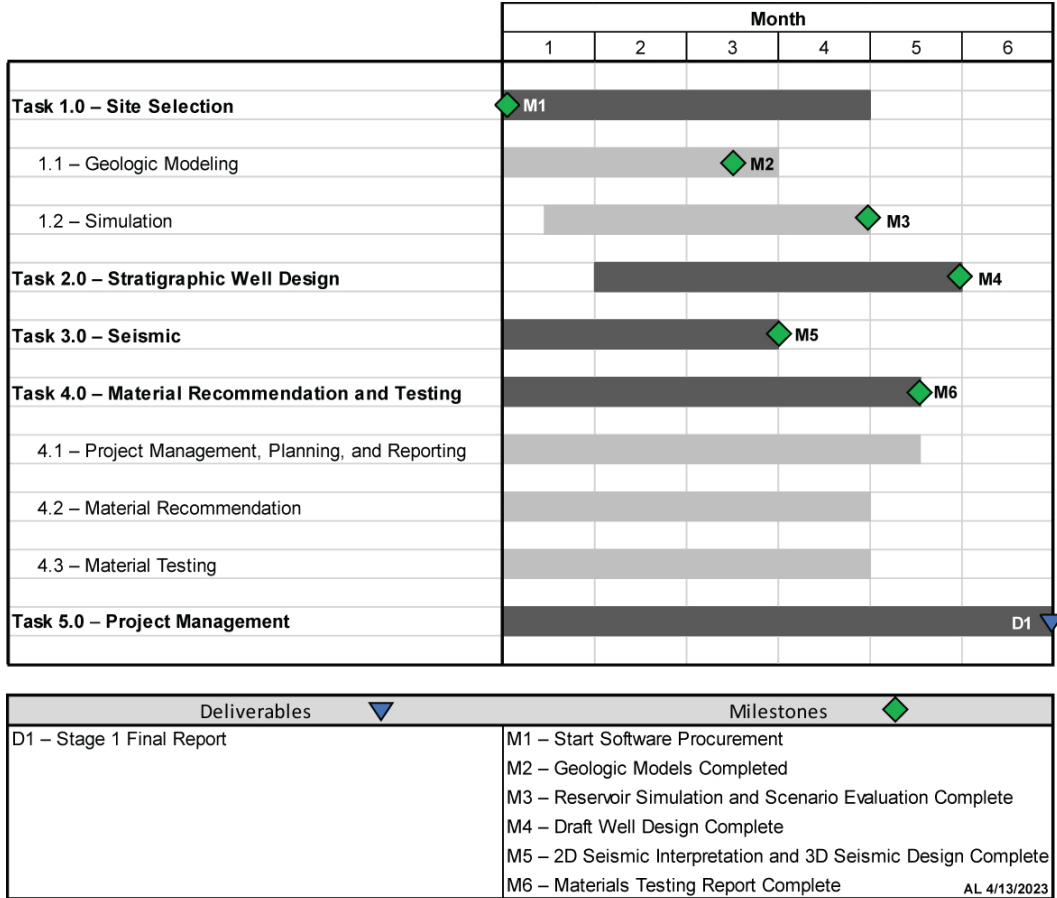 Month
1 2 3 4 5 6
Task 1.0 – Site Selection M1
1.1 – Geologic Modeling M2
1.2 – Simulation M3
Task 2.0 – Stratigraphic Well Design M4
Task 3.0 – Seismic M5
Task 4.0 – Material Recommendation and Testing M6
4.1 – Project Management, Planning, and Reporting
4.2 – Material Recommendation
4.3 – Material Testing
Task 5.0 – Project Management D1
Deliverables Milestones
D1 – Stage 1 Final Report M1 – Start Software Procurement
M2 – Geologic Models Completed
M3 – Reservoir Simulation and Scenario Evaluation Complete
M4 – Draft Well Design Complete
M5 – 2D Seismic Interpretation and 3D Seismic Design Complete
M6 – Materials Testing Report Complete AL 4/13/2023